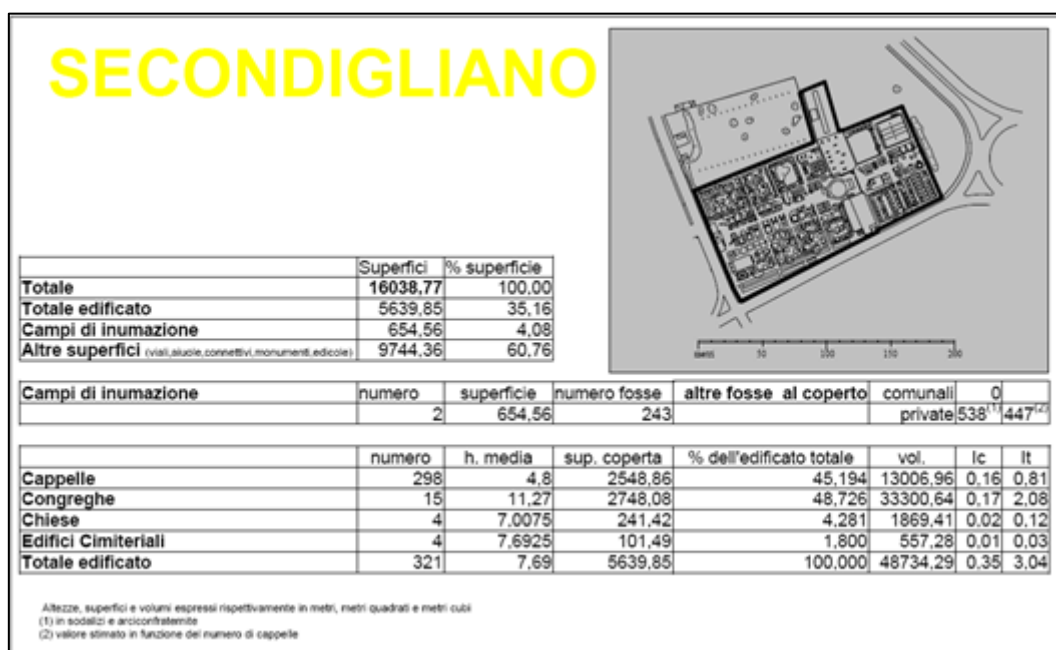 SECONDIGLIANO
50 100 150 200
Superfici % superficie
Totale 16038,77 100,00
Totale edificato 5639,85 35,16
Campi di inumazione 654,56 4,08
Altre superfici (viali,aiuole,connettivi,monumenti,edicole) 9744,36 60,76
Campi di inumazione numero superficie numero fosse altre fosse al coperto comunali 0
2 654,56 243 private 538(1) 447(2)
numero h. media sup. coperta % dell'edificato totale vol. Ic It
Cappelle 298 4,8 2548,86 45,194 13006,96 0,16 0,81
Congreghe 15 11,27 2748,08 48,726 33300,64 0,17 2,08
Chiese 4 7,0075 241,42 4,281 1869,41 0,02 0,12
Edifici Cimiteriali 4 7,6925 101,49 1,800 557,28 0,01 0,03
Totale edificato 321 7,69 5639,85 100,000 48734,29 0,35 3,04
Altezze, superfici e volumi espressi rispettivamente in metri, metri quadrati e metri cubi
(1) in sodalizi e arciconfraternite
(2) valore stimato in funzione del numero di cappelle